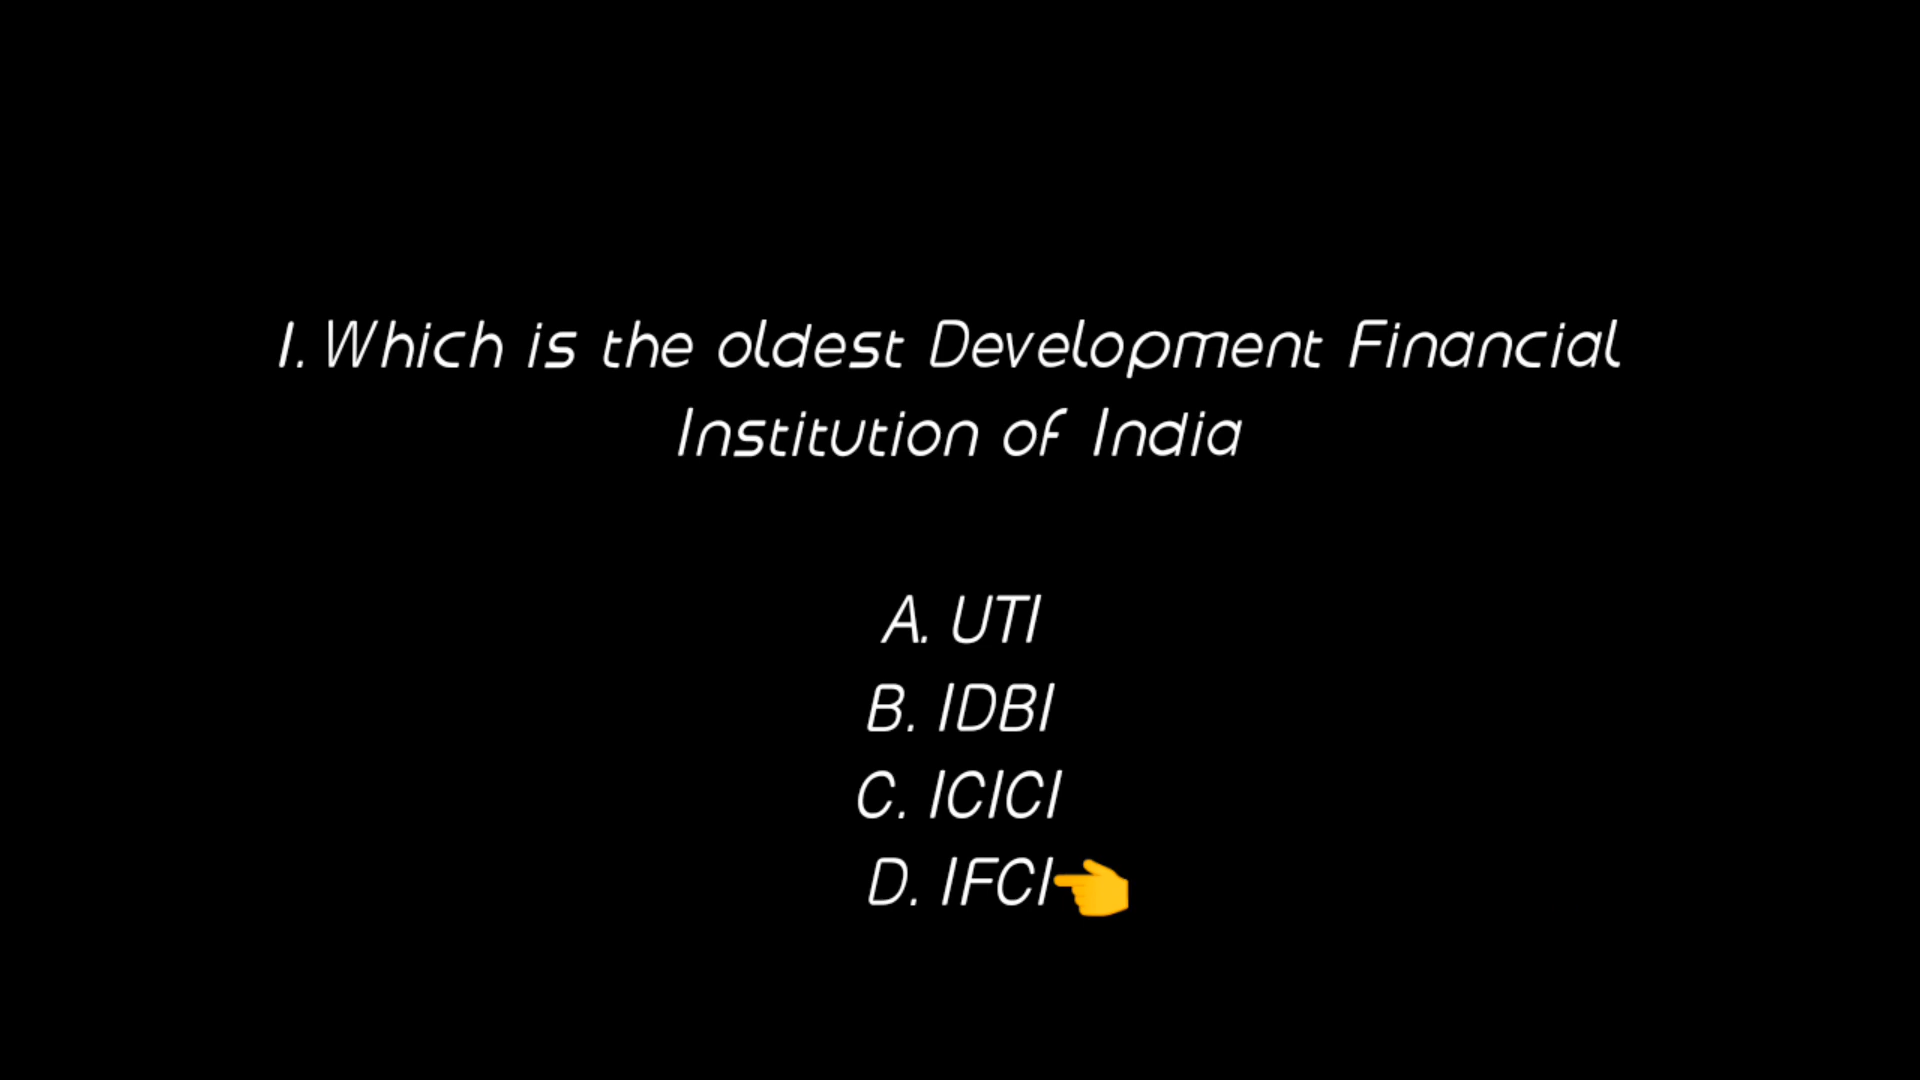 1. Which is the oldest Development Financial
Institution of India
A. UTI
B. IDBI
C. ICICI
D. IFCI👈